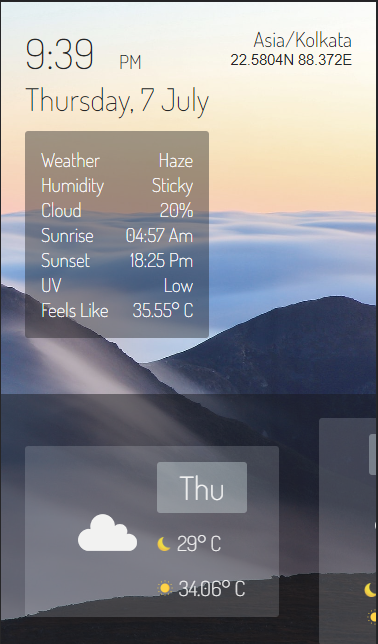 9:39 PM
Asia/Kolkata
22.5804N 88.372E
Thursday, 7 July
Weather Haze
Humidity Sticky
Cloud 20%
Sunrise 04:57 Am
Sunset 18:25 Pm
UV Low
Feels Like 35.55° C
Thu
29° C
34.06° C